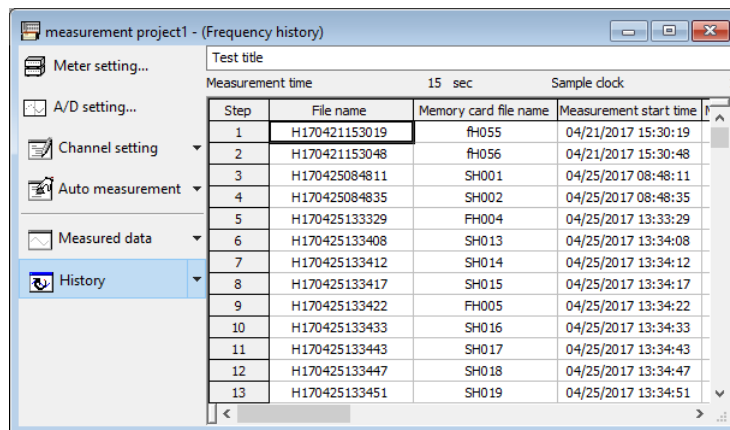 measurement project1 - (Frequency history)
Meter setting...
A/D setting...
Channel setting
Auto measurement
Measured data
History
Test title
Measurement time 15 sec Sample clock
Step File name Memory card file name Measurement start time
1 H170421153019 fH055 04/21/2017 15:30:19
2 H170421153048 fH056 04/21/2017 15:30:48
3 H170425084811 SH001 04/25/2017 08:48:11
4 H170425084835 SH002 04/25/2017 08:48:35
5 H170425133329 FH004 04/25/2017 13:33:29
6 H170425133408 SH013 04/25/2017 13:34:08
7 H170425133412 SH014 04/25/2017 13:34:12
8 H170425133417 SH015 04/25/2017 13:34:17
9 H170425133422 FH005 04/25/2017 13:34:22
10 H170425133433 SH016 04/25/2017 13:34:33
11 H170425133443 SH017 04/25/2017 13:34:43
12 H170425133447 SH018 04/25/2017 13:34:47
13 H170425133451 SH019 04/25/2017 13:34:51